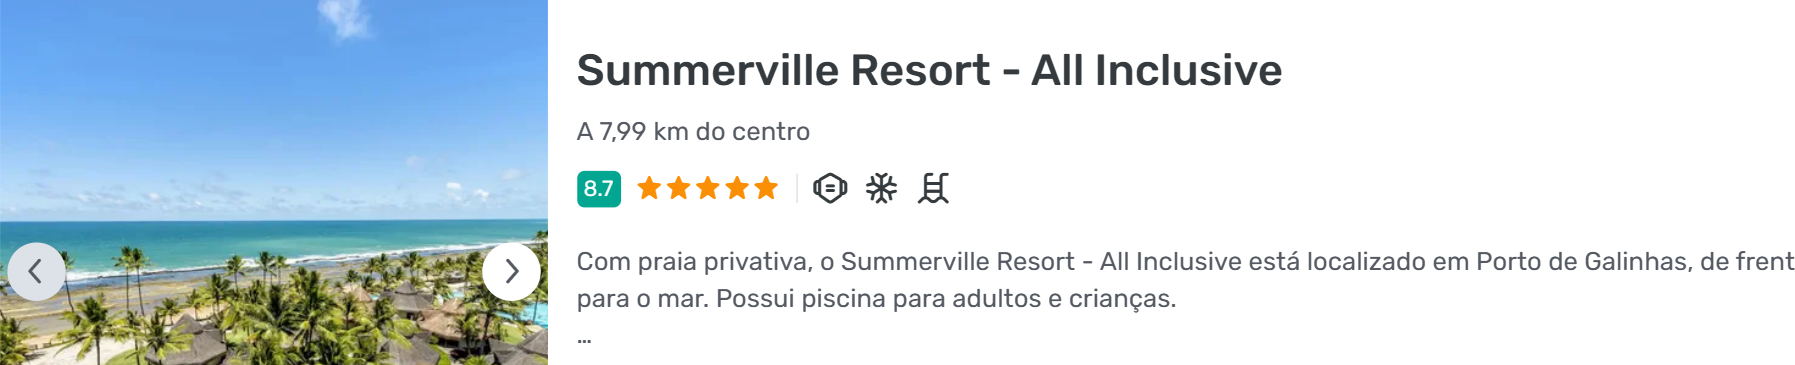 Summerville Resort - All Inclusive
A 7,99 km do centro
8.7
Com praia privativa, o Summerville Resort - All Inclusive está localizado em Porto de Galinhas, de frent
para o mar. Possui piscina para adultos e crianças.
...